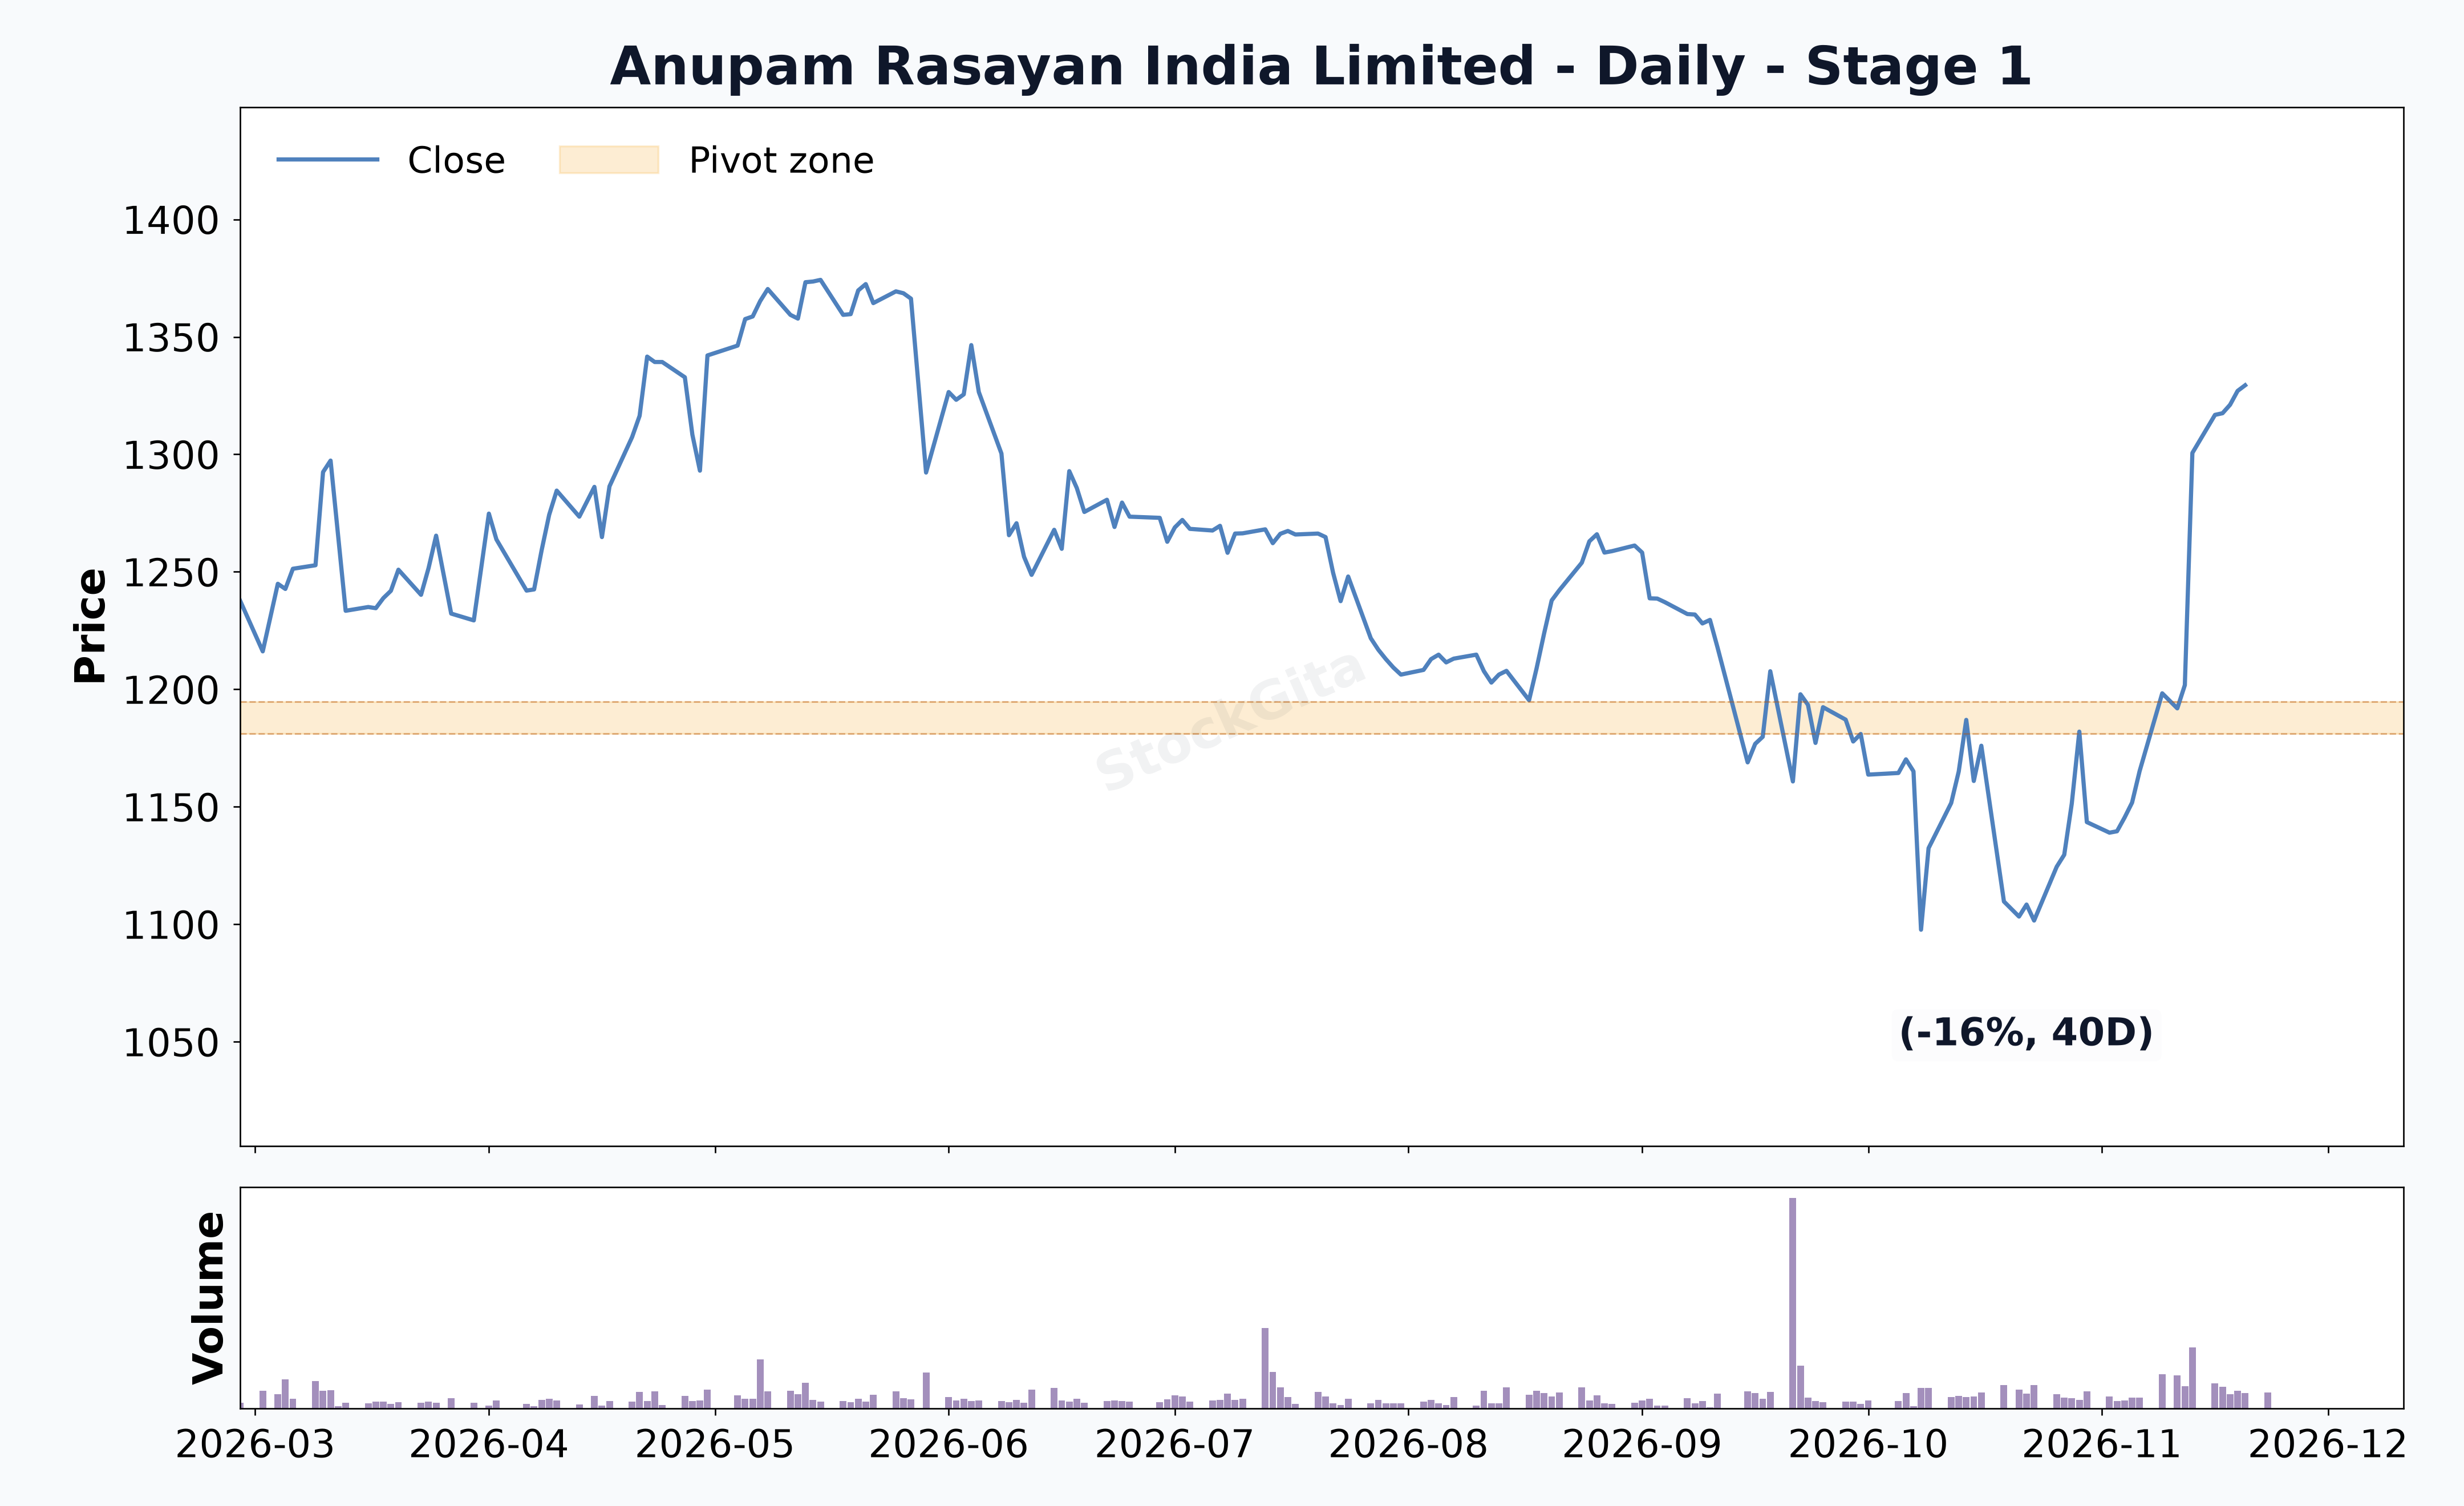 Anupam Rasayan India Limited - Daily - Stage 1
Close
Pivot zone
Price
1400
1350
1300
1250
1200
1150
1100
1050
StockGita
(-16%, 40D)
Volume
2026-03
2026-04
2026-05
2026-06
2026-07
2026-08
2026-09
2026-10
2026-11
2026-12